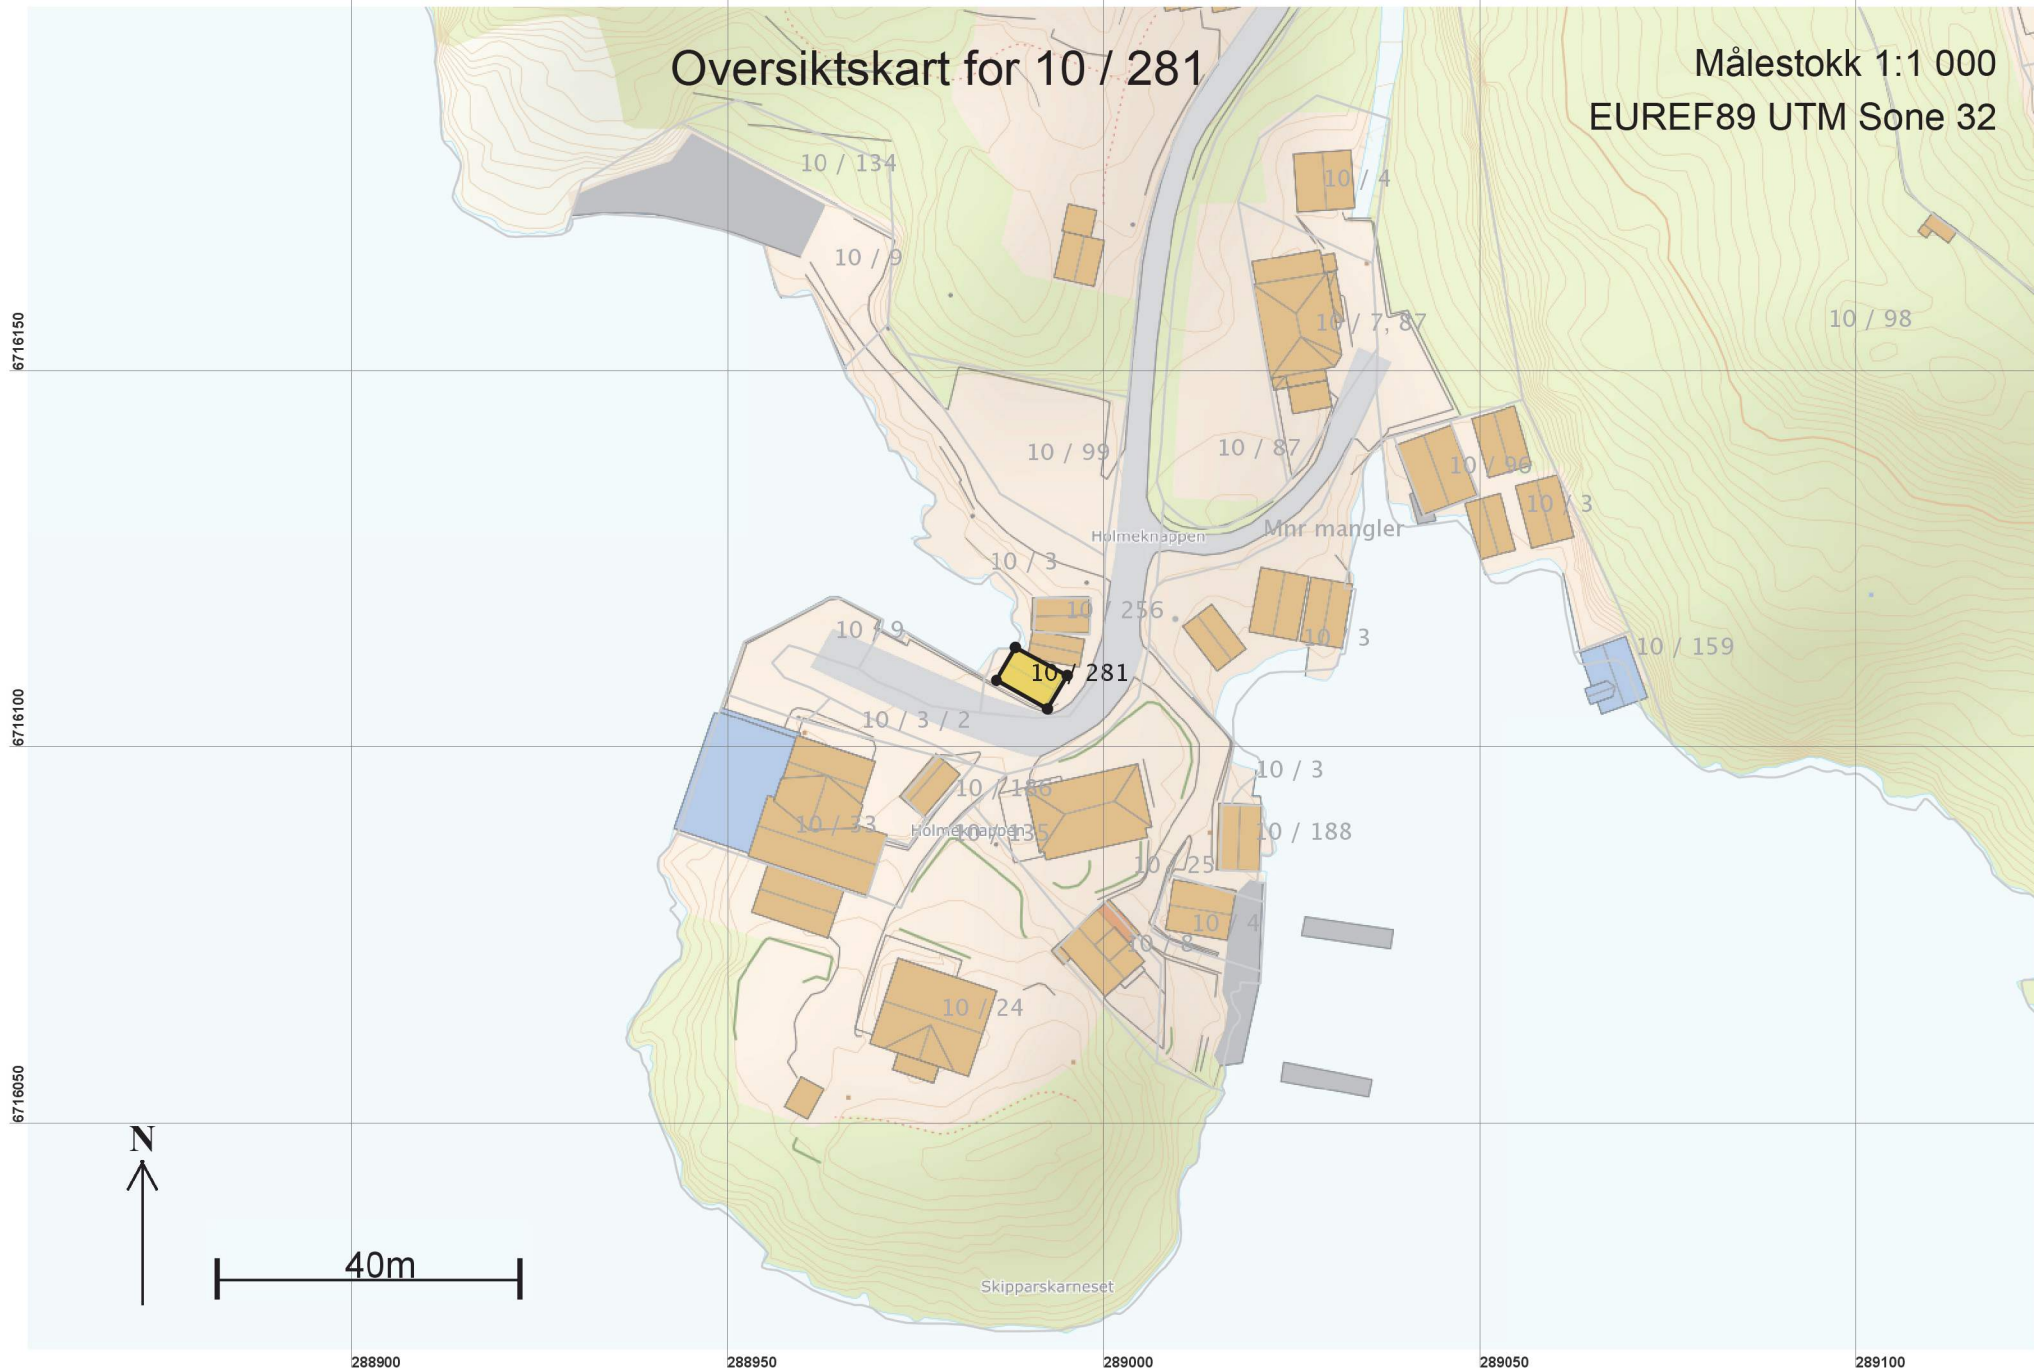 Oversiktskart for 10 / 281
Målestokk 1:1 000
EUREF89 UTM Sone 32
10 / 134
10 / 4
10 / 9
6716150
10 / 7, 87
10 / 98
10 / 99
10 / 87
10 / 90
10 / 3
Holmeknappen
Mnr mangler
10 / 3
10 / 256
10 / 9
10 / 3
10 / 159
10 / 281
6716100
10 / 3 / 2
10 / 3
10 / 186
10 / 33
Holmeknappen
10 / 135
10 / 188
10 / 25
10 / 4
10 / 8
10 / 24
6716050
N
40m
Skipparskarneset
288900
288950
289000
289050
289100